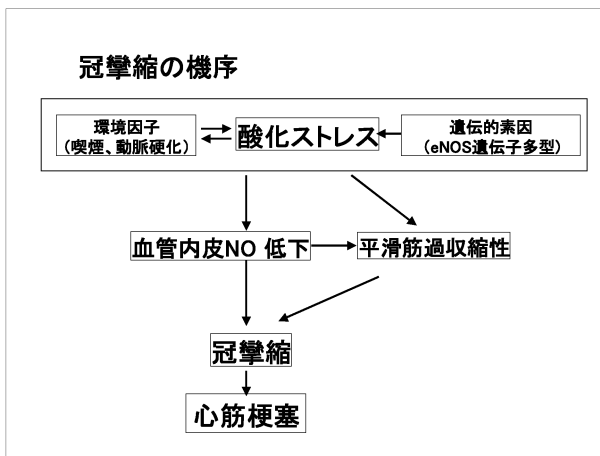 冠攣縮の機序
環境因子
（喫煙、動脈硬化）
酸化ストレス
遺伝的素因
（eNOS遺伝子多型）
血管内皮NO 低下
平滑筋過収縮性
冠攣縮
心筋梗塞